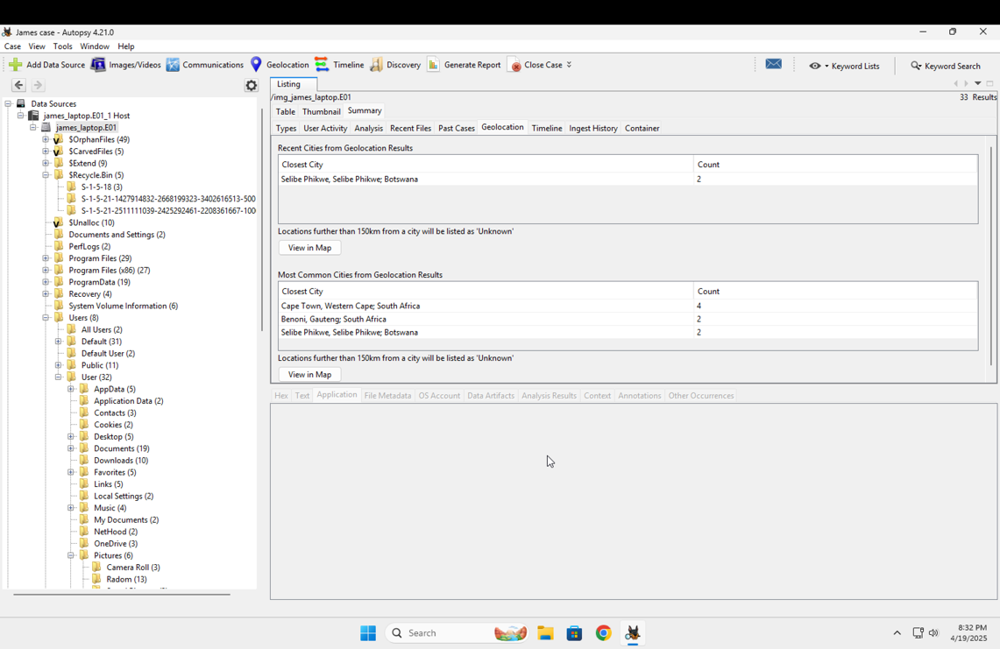 James case - Autopsy 4.21.0
Case View Tools Window Help
Add Data Source Images/Videos Communications Geolocation Timeline Discovery Generate Report Close Case Keyword Lists Keyword Search
Listing
/img_james_laptop.E01 33 Results
Table Thumbnail Summary
Types User Activity Analysis Recent Files Past Cases Geolocation Timeline Ingest History Container
Recent Cities from Geolocation Results
Closest City Count
Selibe Phikwe, Selibe Phikwe; Botswana 2
Locations further than 150km from a city will be listed as 'Unknown'
View in Map
Most Common Cities from Geolocation Results
Closest City Count
Cape Town, Western Cape; South Africa 4
Benoni, Gauteng; South Africa 2
Selibe Phikwe, Selibe Phikwe; Botswana 2
Locations further than 150km from a city will be listed as 'Unknown'
View in Map
Hex Text Application File Metadata OS Account Data Artifacts Analysis Results Context Annotations Other Occurrences
Data Sources
james_laptop.E01_1 Host
james_laptop.E01
$OrphanFiles (49)
$CarvedFiles (5)
$Extend (9)
$Recycle.Bin (5)
S-1-5-18 (3)
S-1-5-21-1427914832-2668199323-3402616513-500
S-1-5-21-2511111039-2425292461-2208361667-100
$Unalloc (10)
Documents and Settings (2)
PerfLogs (2)
Program Files (29)
Program Files (x86) (27)
ProgramData (19)
Recovery (4)
System Volume Information (6)
Users (8)
All Users (2)
Default (31)
Default User (2)
Public (11)
User (32)
AppData (5)
Application Data (2)
Contacts (3)
Cookies (2)
Desktop (5)
Documents (19)
Downloads (10)
Favorites (5)
Links (5)
Local Settings (2)
Music (4)
My Documents (2)
NetHood (2)
OneDrive (3)
Pictures (6)
Camera Roll (3)
Radom (13)
Search
8:32 PM
4/19/2025